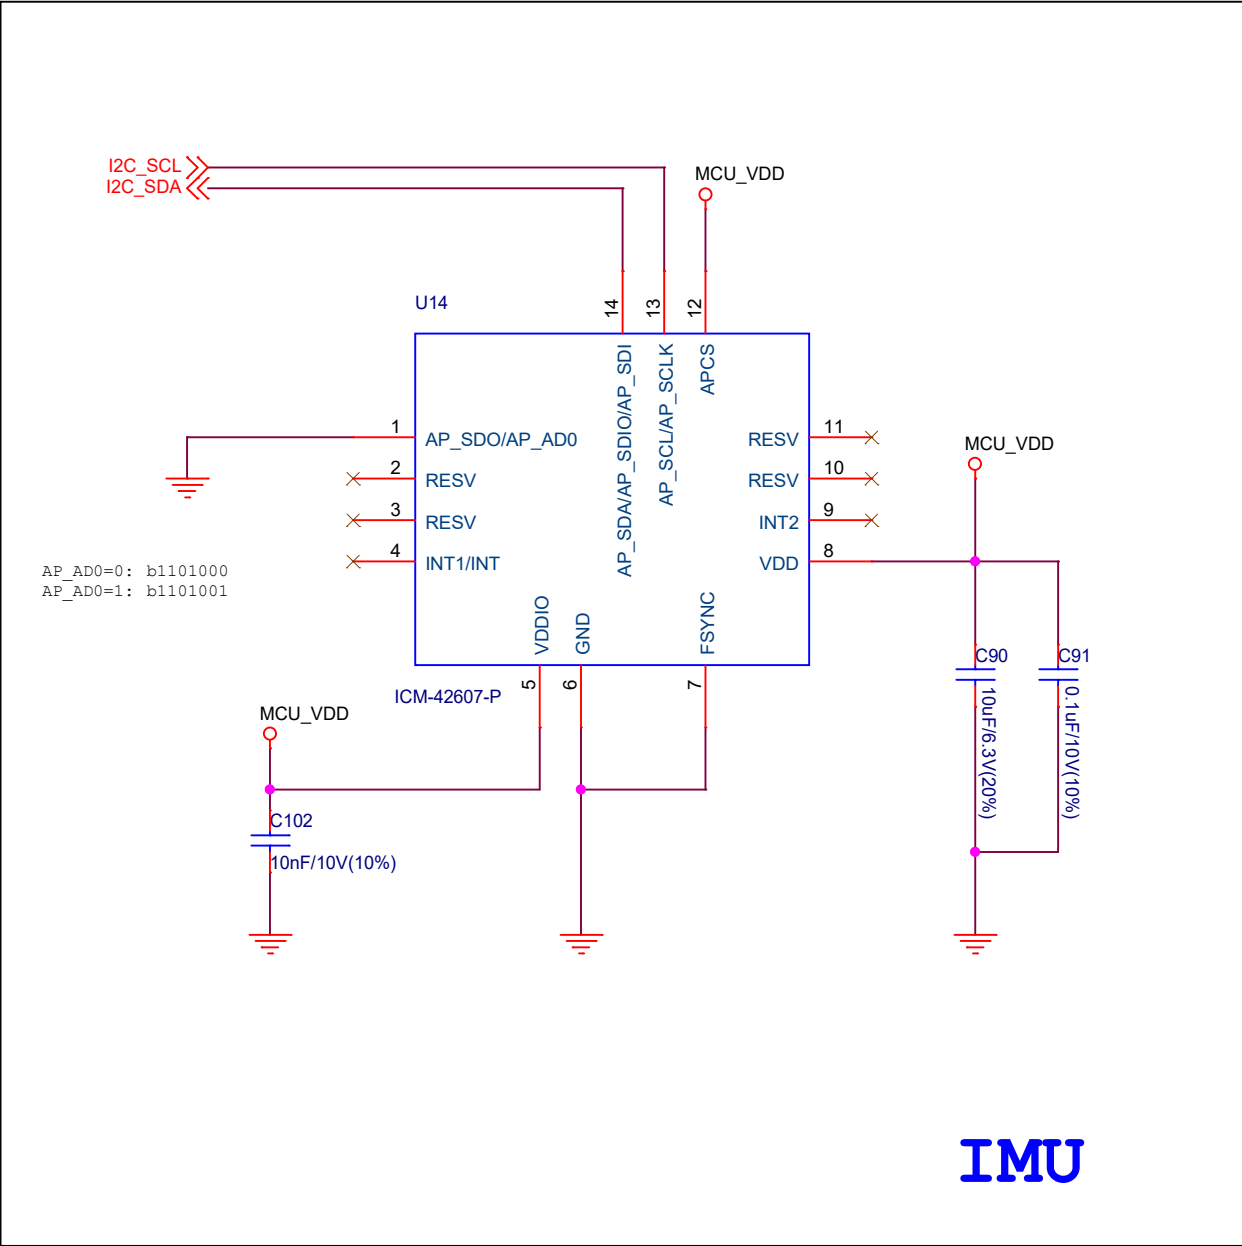 I2C_SCL
I2C_SDA
MCU_VDD
U14
14
13
12
AP_SDA/AP_SDIO/AP_SDI
AP_SCL/AP_SCLK
APCS
1
AP_SDO/AP_AD0
2
RESV
3
RESV
4
INT1/INT
RESV
11
RESV
10
INT2
9
VDD
8
MCU_VDD
AP_AD0=0: b1101000
AP_AD0=1: b1101001
VDDIO
GND
FSYNC
5
6
7
ICM-42607-P
C90
10uF/6.3V(20%)
C91
0.1uF/10V(10%)
MCU_VDD
C102
10nF/10V(10%)
IMU